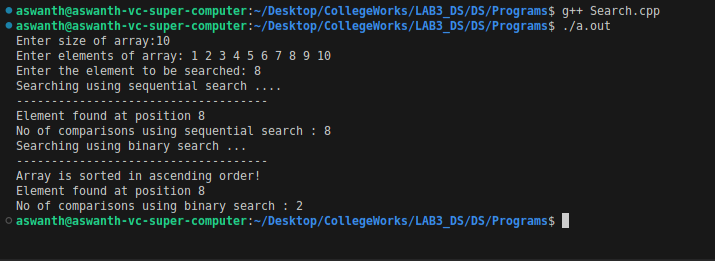 aswanth@aswanth-vc-super-computer:~/Desktop/CollegeWorks/LAB3_DS/DS/Programs$ g++ Search.cpp
aswanth@aswanth-vc-super-computer:~/Desktop/CollegeWorks/LAB3_DS/DS/Programs$ ./a.out
Enter size of array:10
Enter elements of array: 1 2 3 4 5 6 7 8 9 10
Enter the element to be searched: 8
Searching using sequential search ....
------------------------------------
Element found at position 8
No of comparisons using sequential search : 8
Searching using binary search ...
------------------------------------
Array is sorted in ascending order!
Element found at position 8
No of comparisons using binary search : 2
aswanth@aswanth-vc-super-computer:~/Desktop/CollegeWorks/LAB3_DS/DS/Programs$